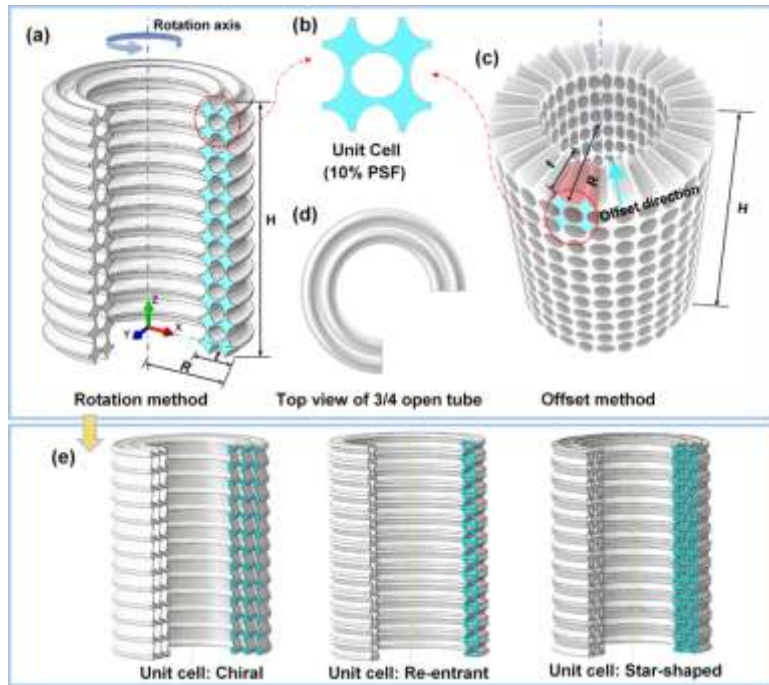 (a)
Rotation axis
H
Z
Y
X
R
t
Rotation method
(b)
Unit Cell
(10% PSF)
(d)
Top view of 3/4 open tube
(c)
t
R
Offset direction
H
Offset method
(e)
Unit cell: Chiral
Unit cell: Re-entrant
Unit cell: Star-shaped